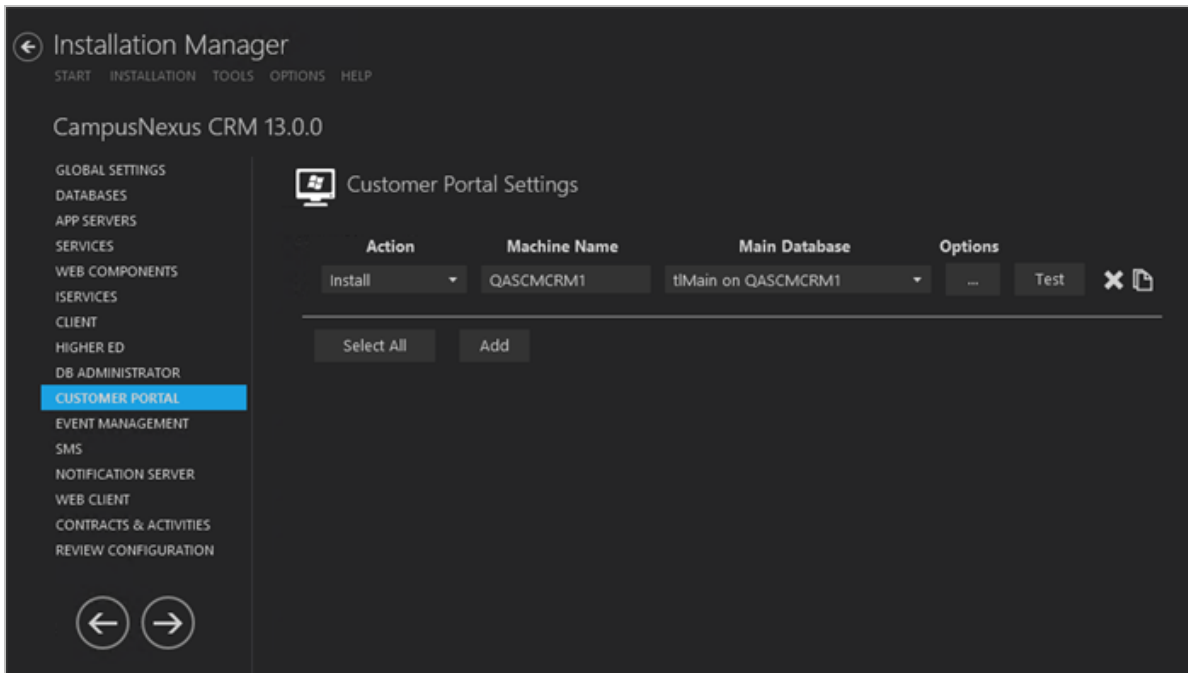 Installation Manager
START INSTALLATION TOOLS OPTIONS HELP
CampusNexus CRM 13.0.0
GLOBAL SETTINGS
DATABASES
APP SERVERS
SERVICES
WEB COMPONENTS
ISERVICES
CLIENT
HIGHER ED
DB ADMINISTRATOR
CUSTOMER PORTAL
EVENT MANAGEMENT
SMS
NOTIFICATION SERVER
WEB CLIENT
CONTRACTS & ACTIVITIES
REVIEW CONFIGURATION
Customer Portal Settings
Action Machine Name Main Database Options
Install QASCMCRM1 tlMain on QASCMCRM1 ... Test
Select All Add